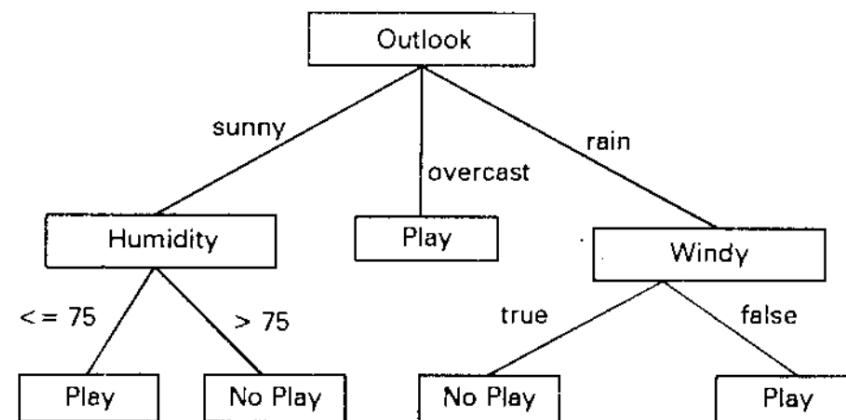 Outlook
sunny
overcast
rain
Humidity
Play
Windy
<= 75
> 75
true
false
Play
No Play
No Play
Play